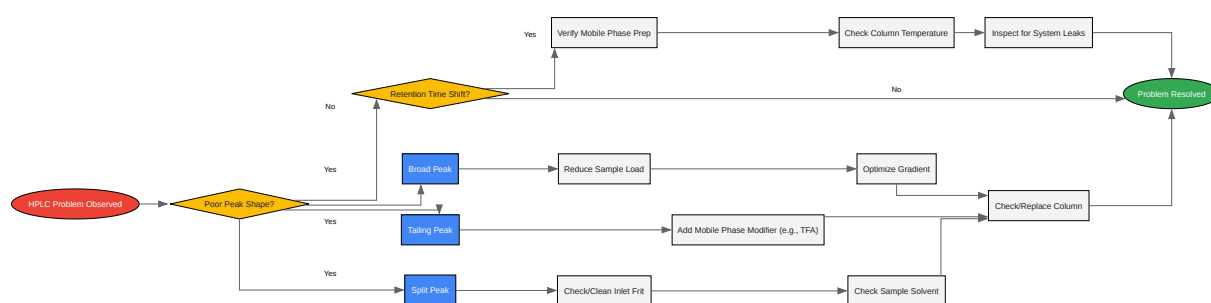 Yes
Verify Mobile Phase Prep
Check Column Temperature
Inspect for System Leaks
Retention Time Shift?
No
Problem Resolved
No
Yes
Broad Peak
Reduce Sample Load
Optimize Gradient
HPLC Problem Observed
Poor Peak Shape?
Check/Replace Column
Yes
Tailing Peak
Add Mobile Phase Modifier (e.g., TFA)
Yes
Split Peak
Check/Clean Inlet Frit
Check Sample Solvent